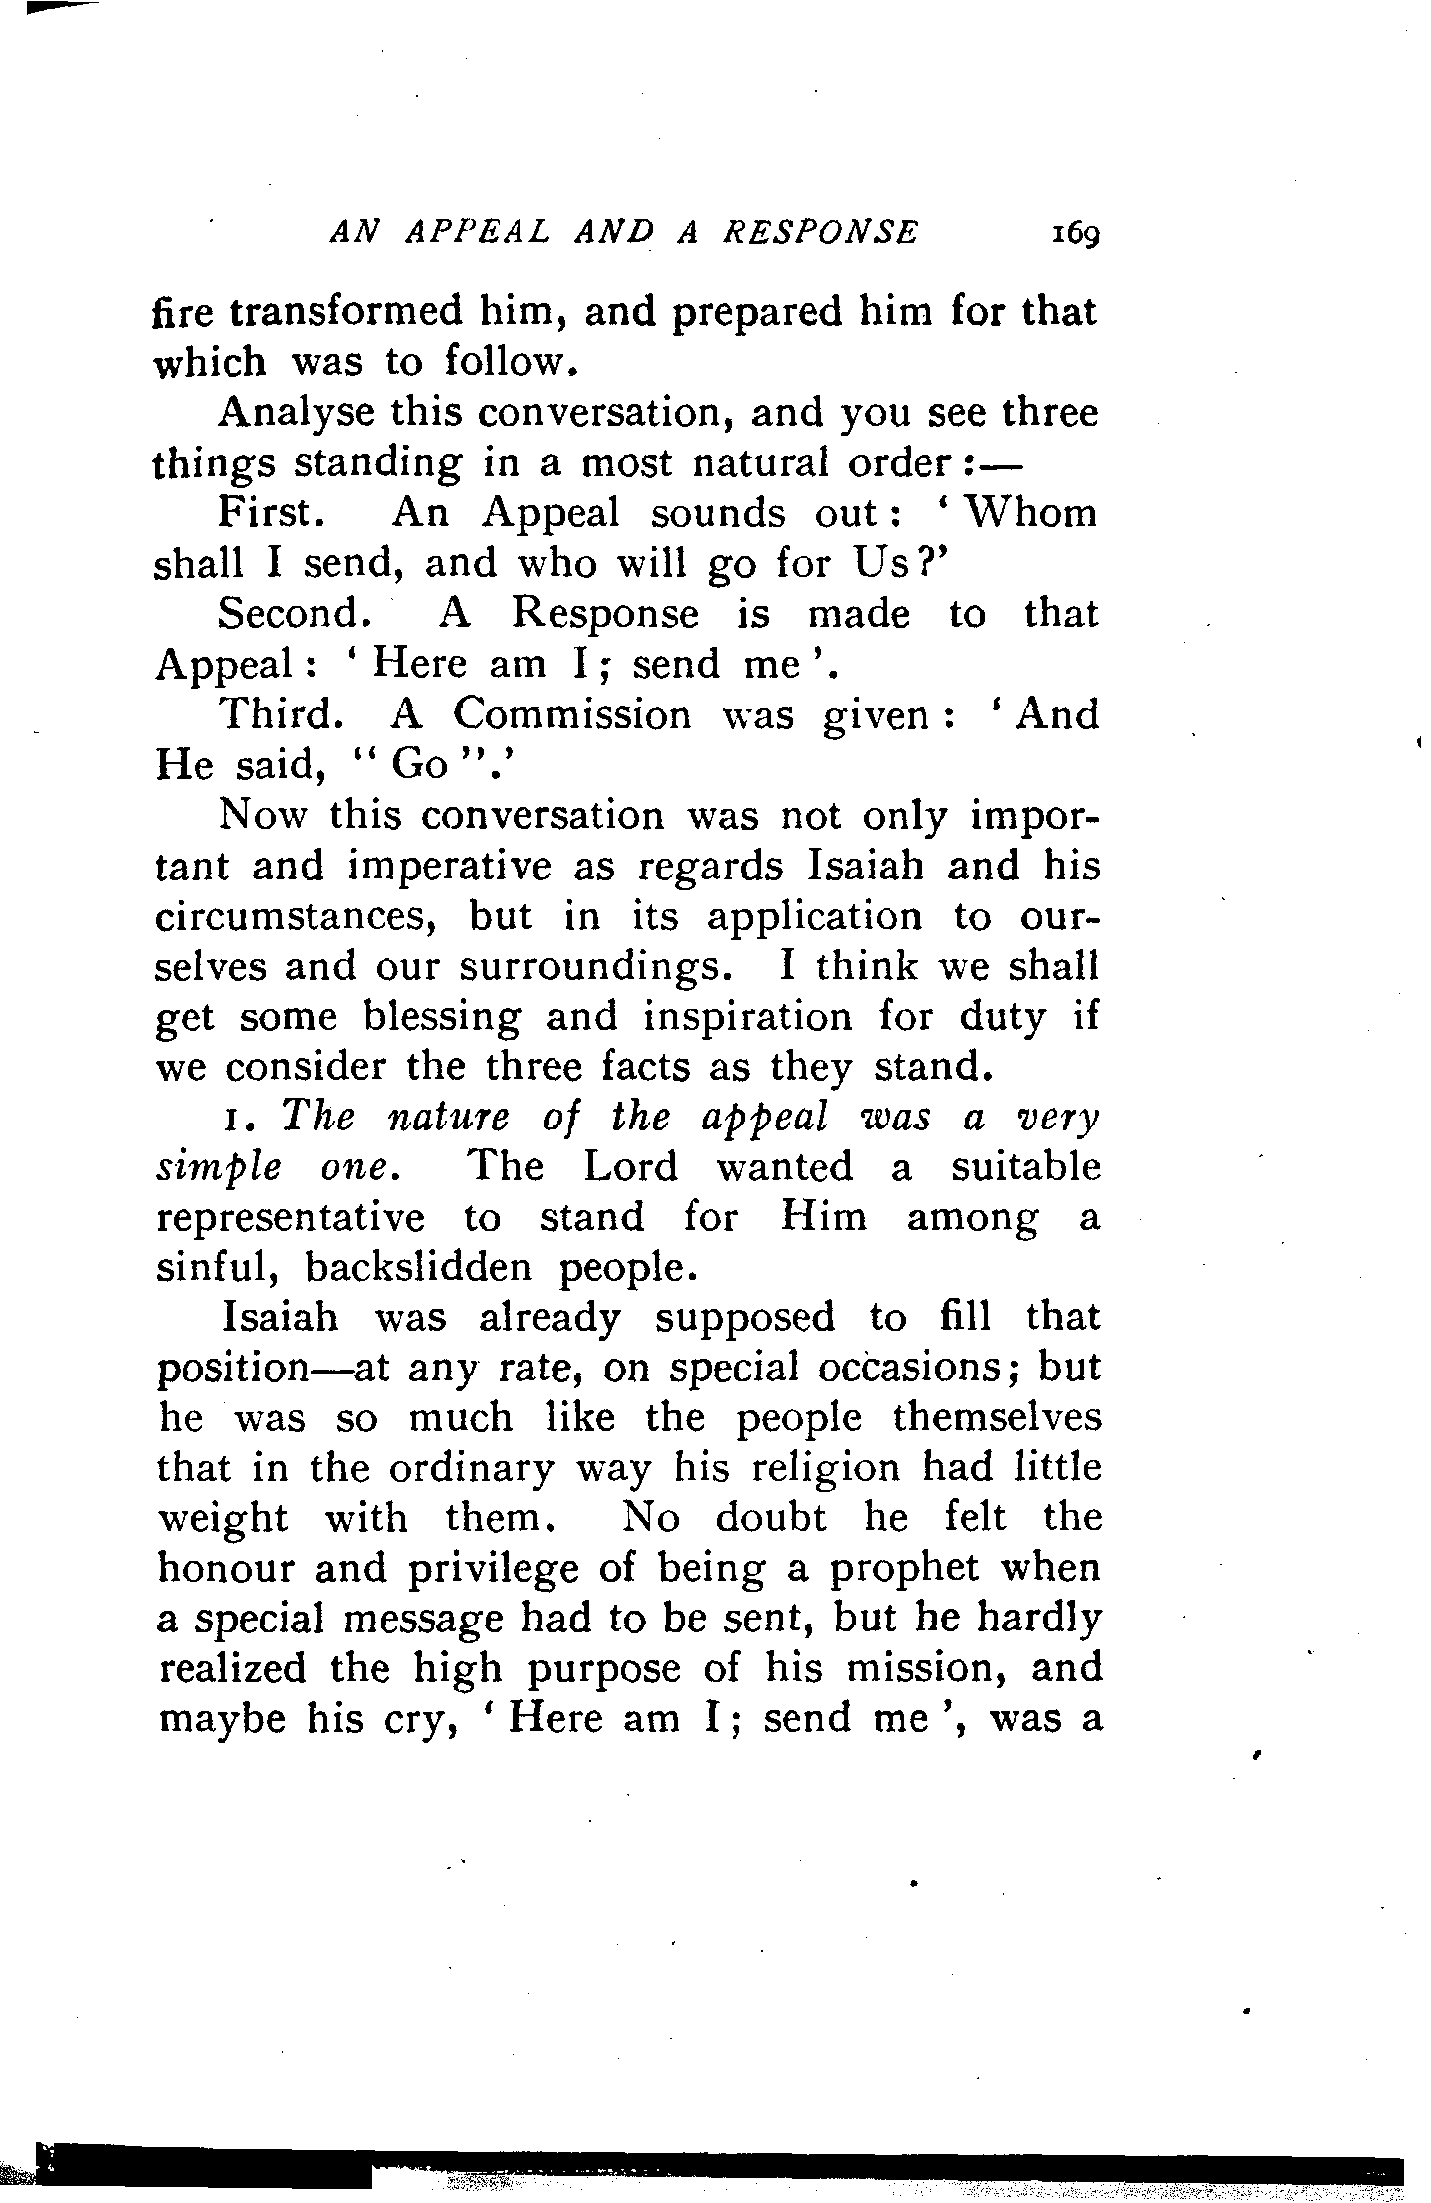 AN APPEAL AND A RESPONSE 169
fire transformed him, and prepared him for that
which was to follow.
Analyse this conversation, and you see three
things standing in a most natural order :—
First. An Appeal sounds out : ‘ Whom
shall I send, and who will go for Us ?’
Second. A Response is made to that
Appeal : ‘ Here am I ; send me ’.
Third. A Commission was given : ‘ And
He said, “ Go ”.’
Now this conversation was not only impor-
tant and imperative as regards Isaiah and his
circumstances, but in its application to our-
selves and our surroundings. I think we shall
get some blessing and inspiration for duty if
we consider the three facts as they stand.
1. The nature of the appeal was a very
simple one. The Lord wanted a suitable
representative to stand for Him among a
sinful, backslidden people.
Isaiah was already supposed to fill that
position—at any rate, on special occasions ; but
he was so much like the people themselves
that in the ordinary way his religion had little
weight with them. No doubt he felt the
honour and privilege of being a prophet when
a special message had to be sent, but he hardly
realized the high purpose of his mission, and
maybe his cry, ‘ Here am I ; send me ’, was a